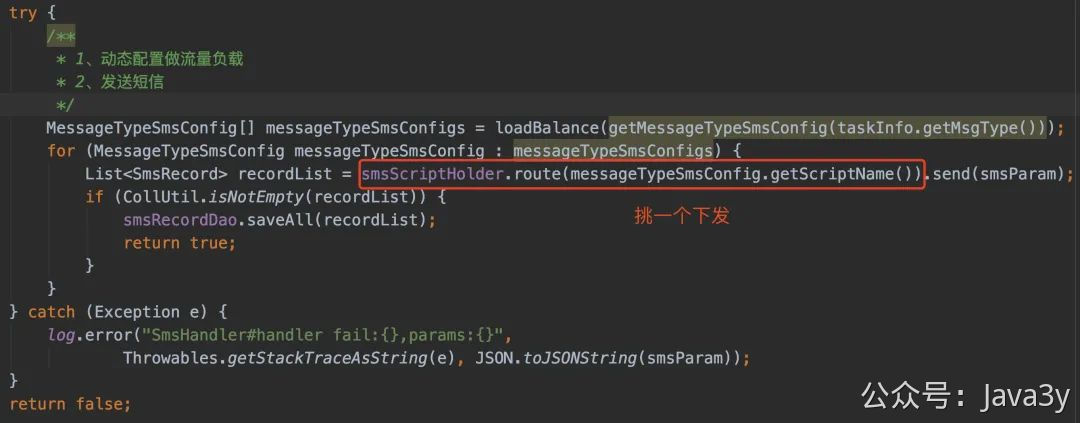 try {
/**
* 1、动态配置做流量负载
* 2、发送短信
*/
MessageTypeSmsConfig[] messageTypeSmsConfigs = loadBalance(getMessageTypeSmsConfig(taskInfo.getMsgType()));
for (MessageTypeSmsConfig messageTypeSmsConfig : messageTypeSmsConfigs) {
List<SmsRecord> recordList = smsScriptHolder.route(messageTypeSmsConfig.getScriptName()).send(smsParam);
if (CollUtil.isNotEmpty(recordList)) {
挑一个下发
smsRecordDao.saveAll(recordList);
return true;
}
}
} catch (Exception e) {
log.error("SmsHandler#handler fail:{},params:{}",
Throwables.getStackTraceAsString(e), JSON.toJSONString(smsParam));
}
return false;
公众号：Java3y